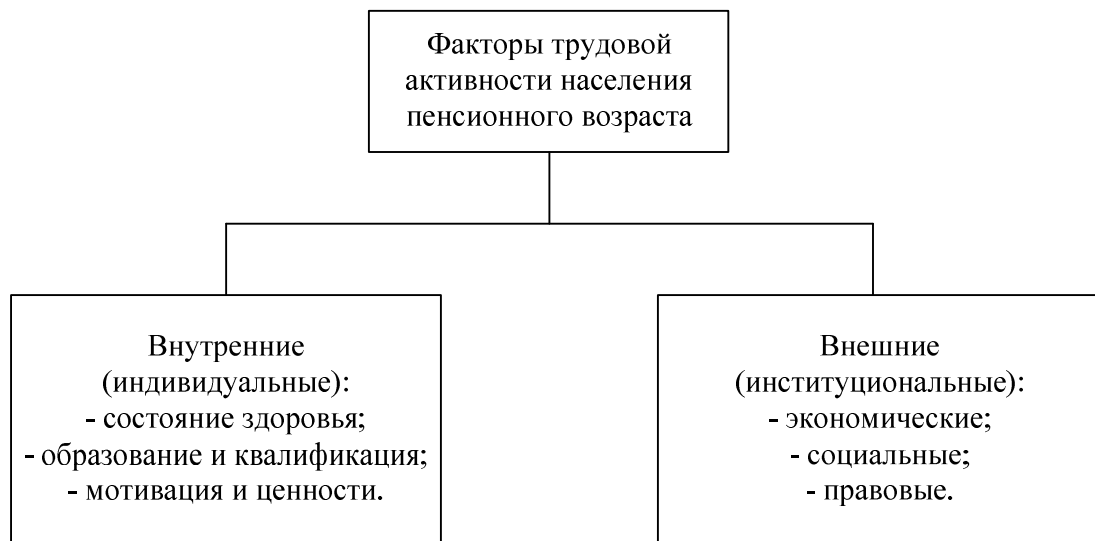 Факторы трудовой
активности населения
пенсионного возраста
Внутренние
(индивидуальные):
- состояние здоровья;
- образование и квалификация;
- мотивация и ценности.
Внешние
(институциональные):
- экономические;
- социальные;
- правовые.